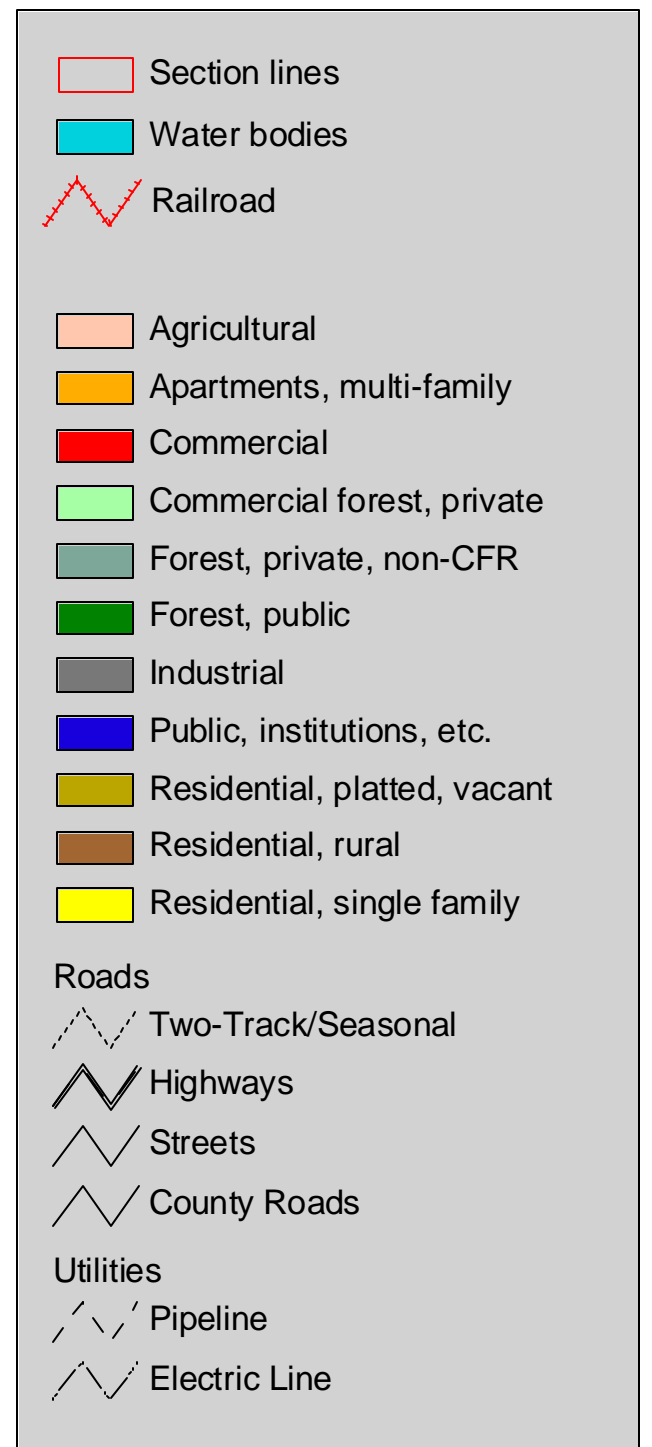 Section lines
Water bodies
Railroad
Agricultural
Apartments, multi-family
Commercial
Commercial forest, private
Forest, private, non-CFR
Forest, public
Industrial
Public, institutions, etc.
Residential, platted, vacant
Residential, rural
Residential, single family
Roads
Two-Track/Seasonal
Highways
Streets
County Roads
Utilities
Pipeline
Electric Line